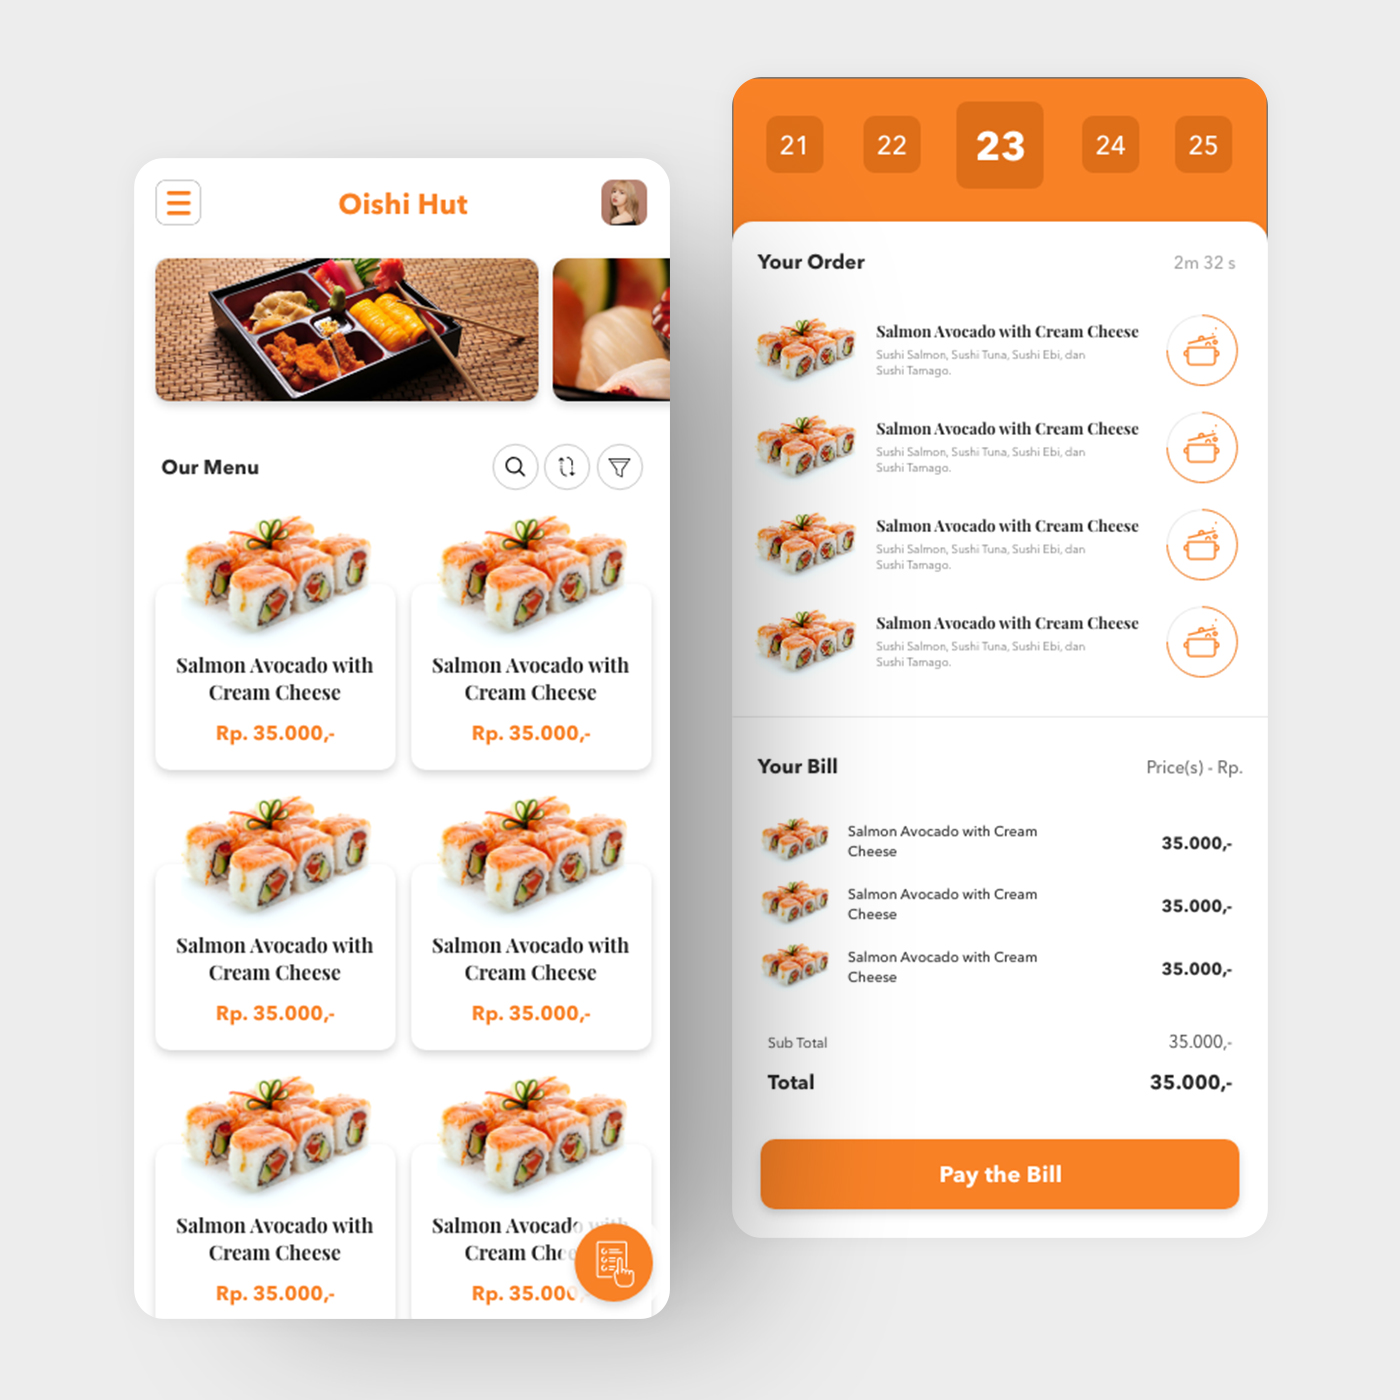 Oishi Hut
Our Menu
Salmon Avocado with
Cream Cheese
Rp. 35.000,-
Salmon Avocado with
Cream Cheese
Rp. 35.000,-
Salmon Avocado with
Cream Cheese
Rp. 35.000,-
Salmon Avocado with
Cream Cheese
Rp. 35.000,-
Salmon Avocado with
Cream Cheese
Rp. 35.000,-
Salmon Avocado with
Cream
Rp. 35.000,-
21 22 23 24 25
Your Order 2m 32 s
Salmon Avocado with Cream Cheese
Sushi Salmon, Sushi Tuna, Sushi Ebi, dan
Sushi Tamago.
Salmon Avocado with Cream Cheese
Sushi Salmon, Sushi Tuna, Sushi Ebi, dan
Sushi Tamago.
Salmon Avocado with Cream Cheese
Sushi Salmon, Sushi Tuna, Sushi Ebi, dan
Sushi Tamago.
Salmon Avocado with Cream Cheese
Sushi Salmon, Sushi Tuna, Sushi Ebi, dan
Sushi Tamago.
Your Bill Price(s) - Rp.
Salmon Avocado with Cream
Cheese
35.000,-
Salmon Avocado with Cream
Cheese
35.000,-
Salmon Avocado with Cream
Cheese
35.000,-
Sub Total 35.000,-
Total 35.000,-
Pay the Bill